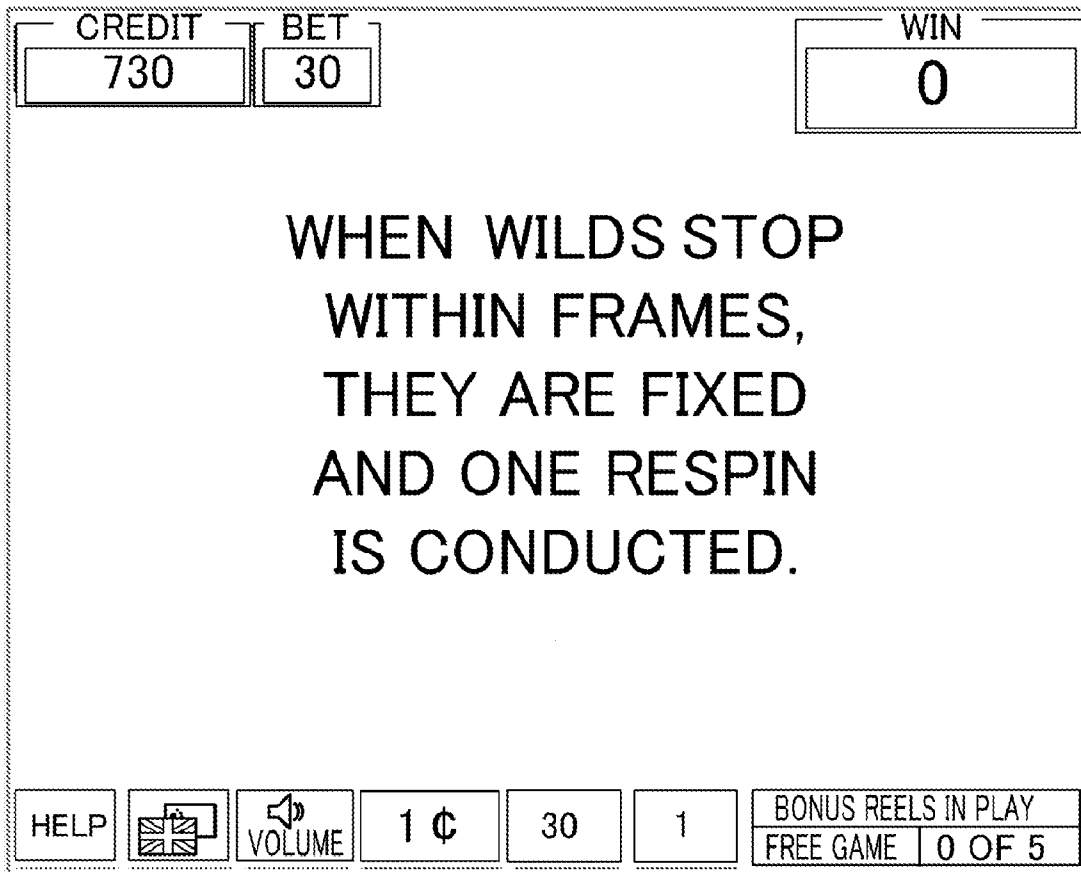 CREDIT
730
BET
30
WIN
0
WHEN WILDS STOP
WITHIN FRAMES,
THEY ARE FIXED
AND ONE RESPIN
IS CONDUCTED.
HELP
VOLUME
1 ¢
30
1
BONUS REELS IN PLAY
FREE GAME
0 OF 5